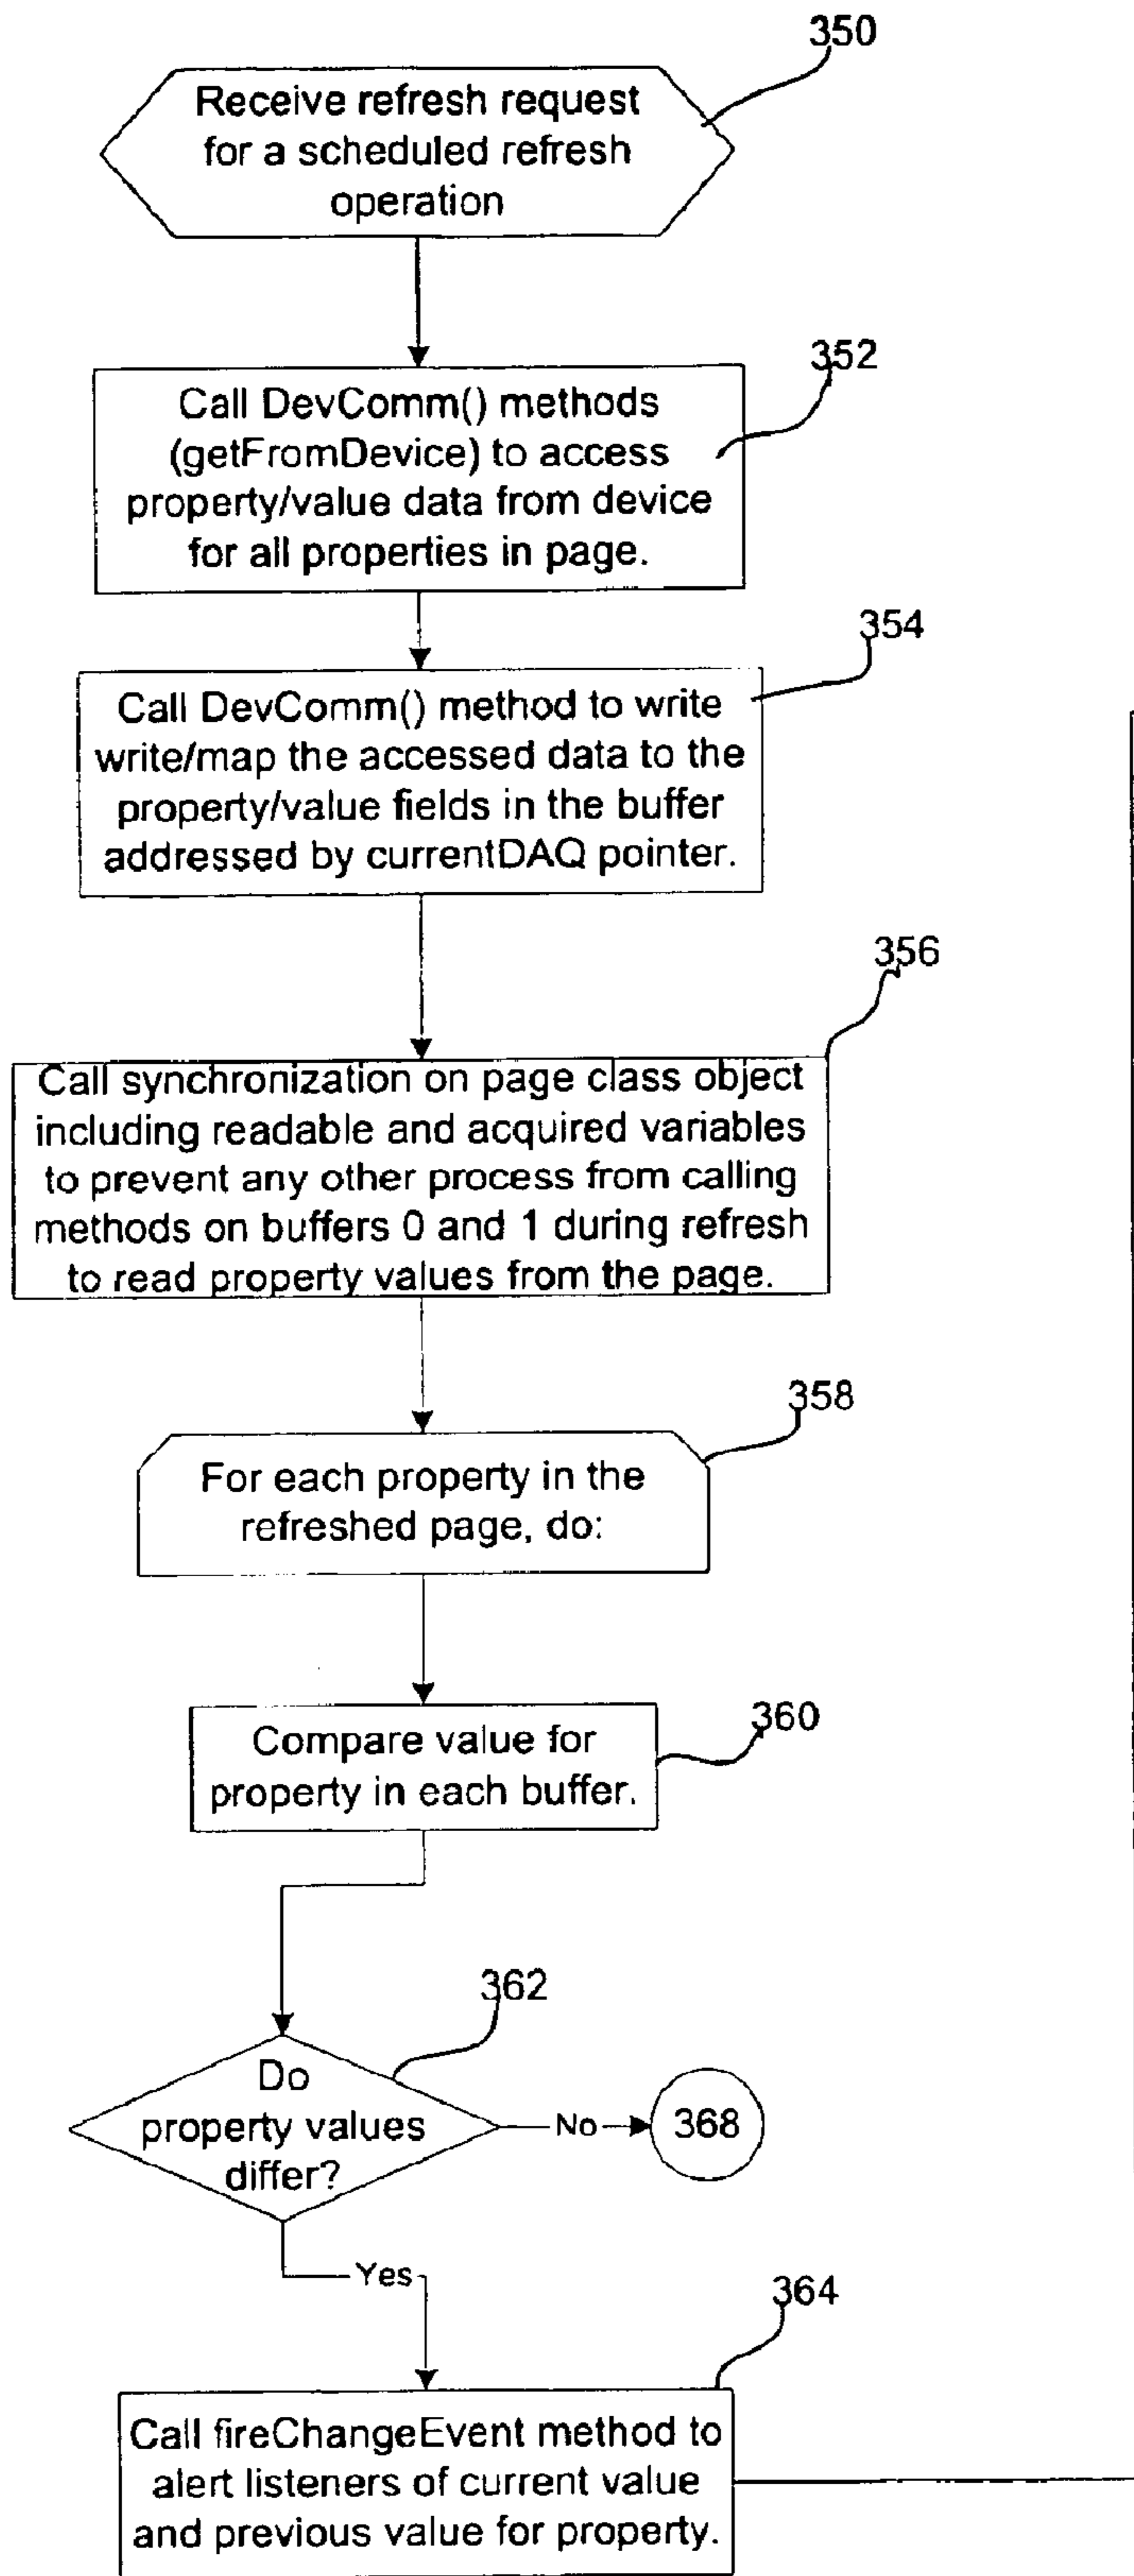 350
Receive refresh request
for a scheduled refresh
operation
352
Call DevComm() methods
(getFromDevice) to access
property/value data from device
for all properties in page.
354
Call DevComm() method to write
write/map the accessed data to the
property/value fields in the buffer
addressed by currentDAQ pointer.
356
Call synchronization on page class object
including readable and acquired variables
to prevent any other process from calling
methods on buffers 0 and 1 during refresh
to read property values from the page.
358
For each property in the
refreshed page, do:
360
Compare value for
property in each buffer.
362
Do
property values
differ?
No
368
Yes
364
Call fireChangeEvent method to
alert listeners of current value
and previous value for property.